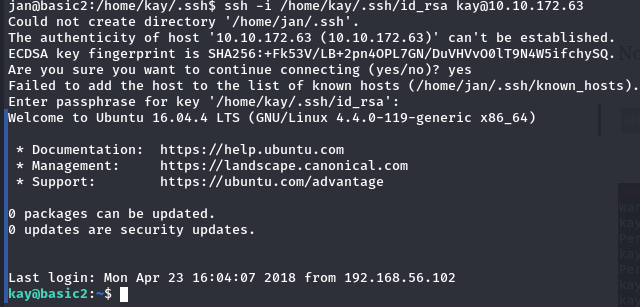 jan@basic2:/home/kay/.ssh$ ssh -i /home/kay/.ssh/id_rsa kay@10.10.172.63
Could not create directory '/home/jan/.ssh'.
The authenticity of host '10.10.172.63 (10.10.172.63)' can't be established.
ECDSA key fingerprint is SHA256:+Fk53V/LB+2pn4OPL7GN/DuVHVvO0lT9N4W5ifchySQ.
Are you sure you want to continue connecting (yes/no)? yes
Failed to add the host to the list of known hosts (/home/jan/.ssh/known_hosts).
Enter passphrase for key '/home/kay/.ssh/id_rsa':
Welcome to Ubuntu 16.04.4 LTS (GNU/Linux 4.4.0-119-generic x86_64)
* Documentation:  https://help.ubuntu.com
* Management:     https://landscape.canonical.com
* Support:        https://ubuntu.com/advantage
0 packages can be updated.
0 updates are security updates.
Last login: Mon Apr 23 16:04:07 2018 from 192.168.56.102
kay@basic2:~$